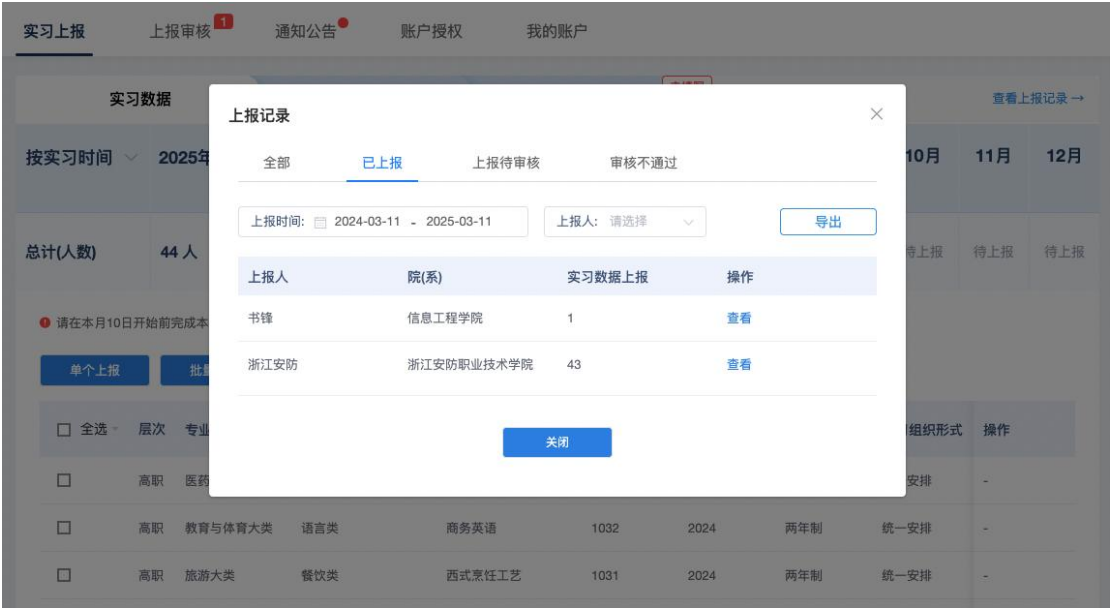 实习上报 上报审核 1 通知公告 账户授权 我的账户
实习数据 查看上报记录 →
按实习时间 2025年 10月 11月 12月
总计(人数) 44 人 待上报 待上报 待上报
请在本月10日开始前完成本
单个上报
全选 层次 专业 组织形式 操作
高职 医药 安排 -
高职 教育与体育大类 语言类 商务英语 1032 2024 两年制 统一安排 -
高职 旅游大类 餐饮类 西式烹饪工艺 1031 2024 两年制 统一安排 -
上报记录
全部 已上报 上报待审核 审核不通过
上报时间: 2024-03-11 - 2025-03-11 上报人: 请选择 导出
上报人 院(系) 实习数据上报 操作
书锋 信息工程学院 1 查看
浙江安防 浙江安防职业技术学院 43 查看
关闭